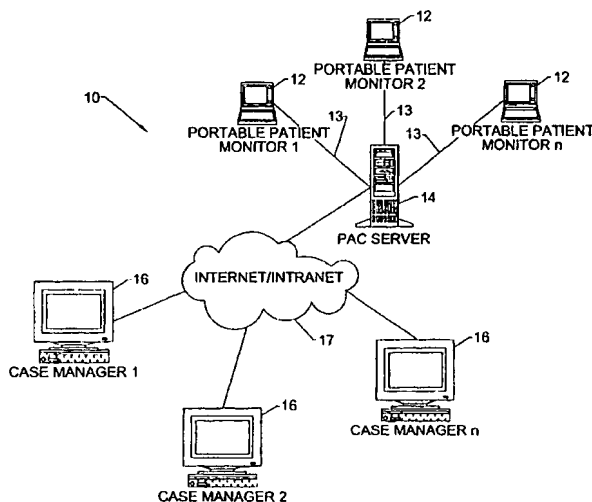 12
PORTABLE PATIENT
MONITOR 2
12
12
10
13
13
13
PORTABLE PATIENT
MONITOR 1
PORTABLE PATIENT
MONITOR n
14
PAC SERVER
INTERNET/INTRANET
17
16
CASE MANAGER 1
16
CASE MANAGER 2
16
CASE MANAGER n